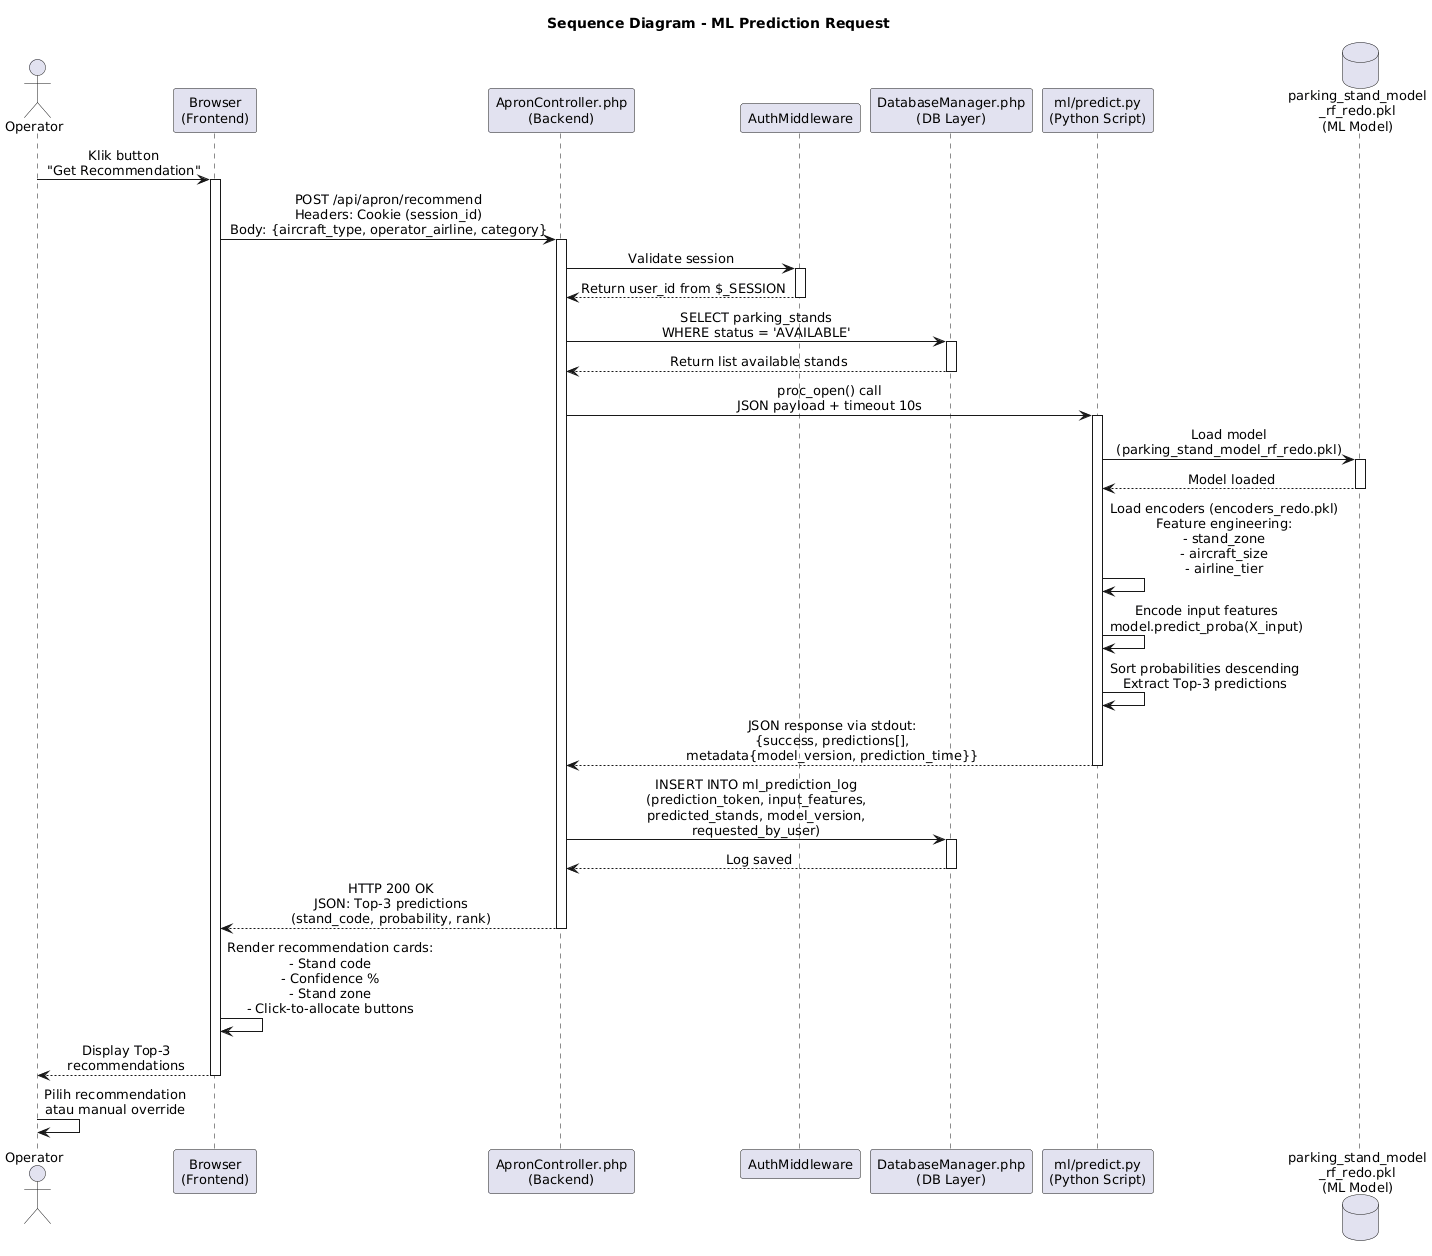 Sequence Diagram - ML Prediction Request
Operator
Browser
(Frontend)
ApronController.php
(Backend)
AuthMiddleware
DatabaseManager.php
(DB Layer)
ml/predict.py
(Python Script)
parking_stand_model
_rf_redo.pkl
(ML Model)
Klik button
"Get Recommendation"
POST /api/apron/recommend
Headers: Cookie (session_id)
Body: {aircraft_type, operator_airline, category}
Validate session
Return user_id from $_SESSION
SELECT parking_stands
WHERE status = 'AVAILABLE'
Return list available stands
proc_open() call
JSON payload + timeout 10s
Load model
(parking_stand_model_rf_redo.pkl)
Model loaded
Load encoders (encoders_redo.pkl)
Feature engineering:
- stand_zone
- aircraft_size
- airline_tier
Encode input features
model.predict_proba(X_input)
Sort probabilities descending
Extract Top-3 predictions
JSON response via stdout:
{success, predictions[],
metadata{model_version, prediction_time}}
INSERT INTO ml_prediction_log
(prediction_token, input_features,
predicted_stands, model_version,
requested_by_user)
Log saved
HTTP 200 OK
JSON: Top-3 predictions
(stand_code, probability, rank)
Render recommendation cards:
- Stand code
- Confidence %
- Stand zone
- Click-to-allocate buttons
Display Top-3
recommendations
Pilih recommendation
atau manual override
Operator
Browser
(Frontend)
ApronController.php
(Backend)
AuthMiddleware
DatabaseManager.php
(DB Layer)
ml/predict.py
(Python Script)
parking_stand_model
_rf_redo.pkl
(ML Model)